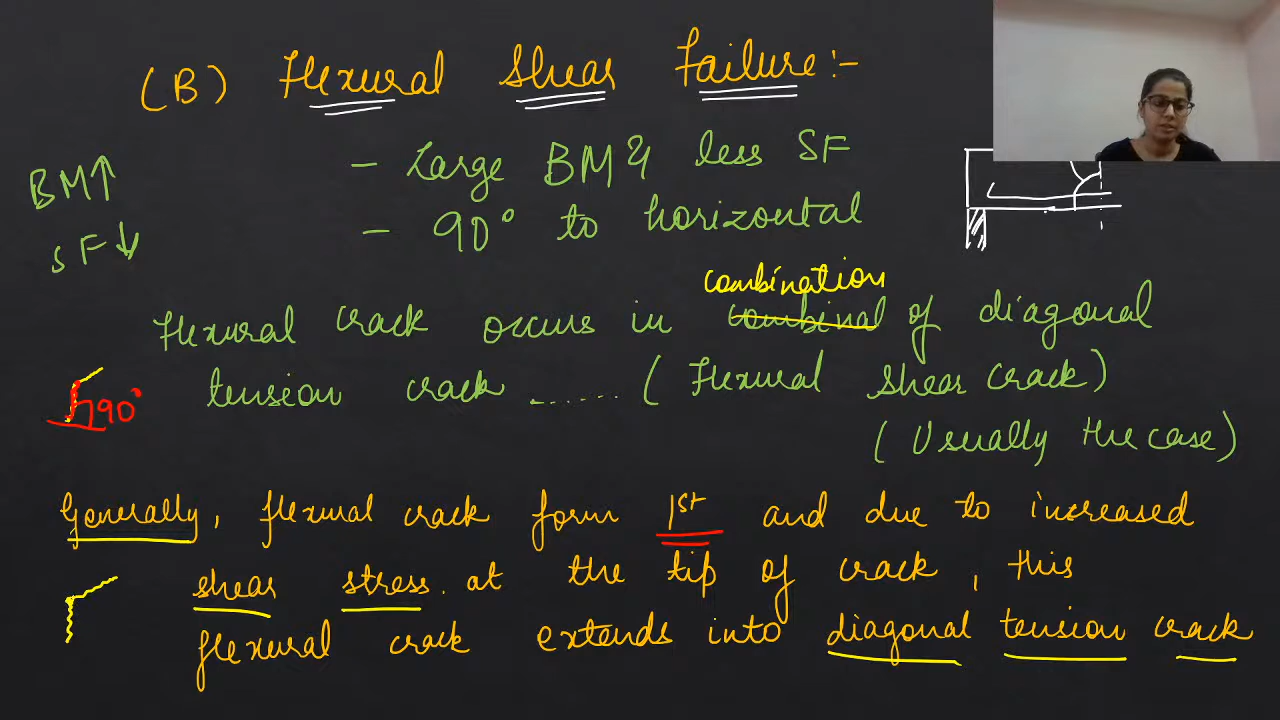 (B) Flexural Shear Failure:-
BM↑
SF↓
- Large BM & less SF
- 90° to horizontal
combination
Flexural crack occurs in combinal of diagonal
tension crack ....... (Flexural shear crack)
90°
(Usually the case)
Generally, flexural crack form 1st and due to increased
shear stress. at the tip of crack, this
flexural crack extends into diagonal tension crack